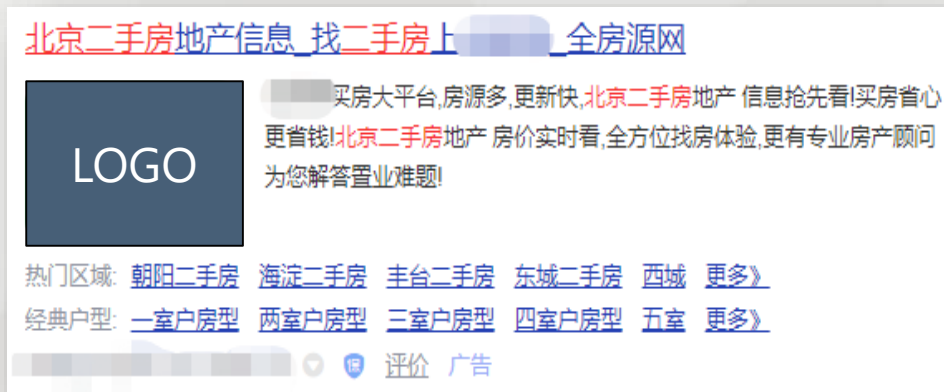 北京二手房地产信息_找二手房上 _全房源网
LOGO
买房大平台,房源多,更新快,北京二手房地产 信息抢先看!买房省心
更省钱!北京二手房地产 房价实时看,全方位找房体验,更有专业房产顾问
为您解答置业难题!
热门区域: 朝阳二手房 海淀二手房 丰台二手房 东城二手房 西城 更多》
经典户型: 一室户房型 两室户房型 三室户房型 四室户房型 五室 更多》
保 评价 广告